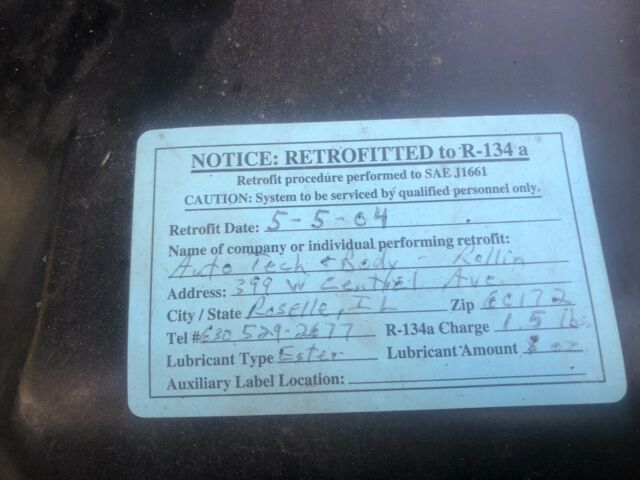 NOTICE: RETROFITTED to R-134 a
Retrofit procedure performed to SAE J1661
CAUTION: System to be serviced by qualified personnel only.
Retrofit Date: 5-5-04
Name of company or individual performing retrofit:
Auto Tech & Body - Rollin
Address: 399 W Central Ave
City / State Roselle, IL Zip 60172
Tel # 630 529-2677 R-134a Charge 1.5 lbs
Lubricant Type Ester Lubricant Amount 8 oz
Auxiliary Label Location: